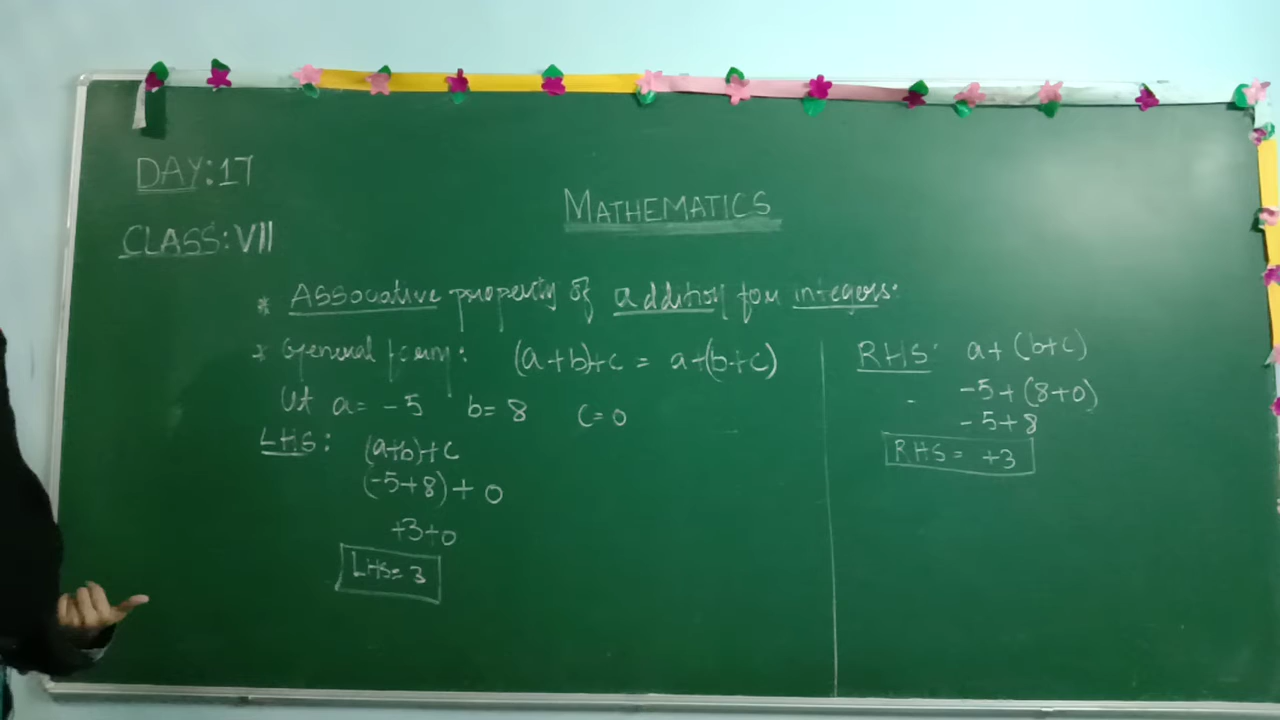 DAY:17
CLASS:VII
MATHEMATICS
* Associative property of addition for integers:
* General form: (a+b)+c = a+(b+c)
Let a= -5 b= 8 c=0
LHS: (a+b)+c
(-5+8)+ 0
+3+0
LHS= 3
RHS: a+ (b+c)
-5+(8+0)
-5+8
RHS= +3